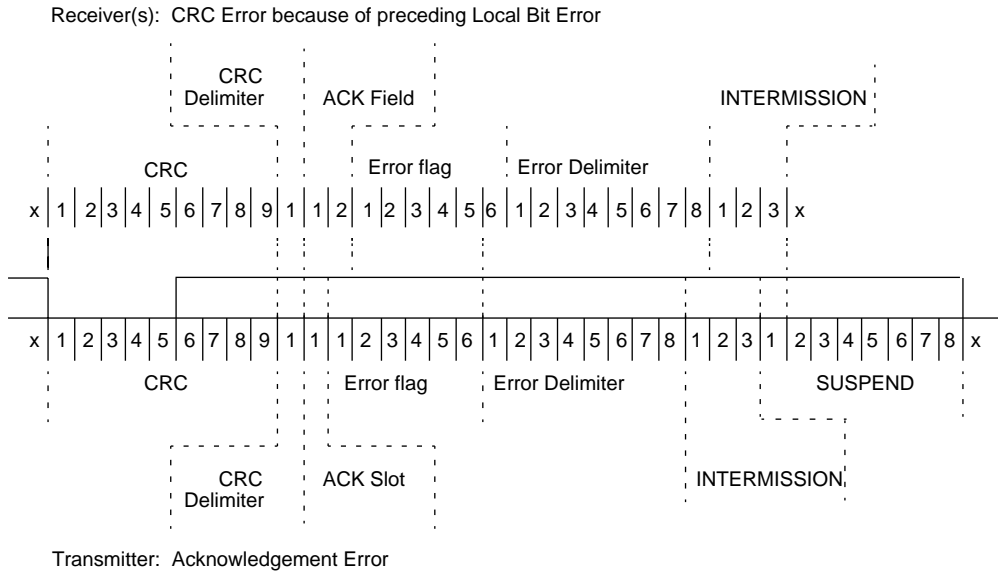 Receiver(s): CRC Error because of preceding Local Bit Error
CRC
Delimiter
ACK Field
INTERMISSION
CRC
Error flag
Error Delimiter
x 1 2 3 4 5 6 7 8 9 1 1 2 1 2 3 4 5 6 1 2 3 4 5 6 7 8 1 2 3 x
x 1 2 3 4 5 6 7 8 9 1 1 1 2 3 4 5 6 1 2 3 4 5 6 7 8 1 2 3 1 2 3 4 5 6 7 8 x
CRC
Error flag
Error Delimiter
SUSPEND
CRC
Delimiter
ACK Slot
INTERMISSION
Transmitter: Acknowledgement Error